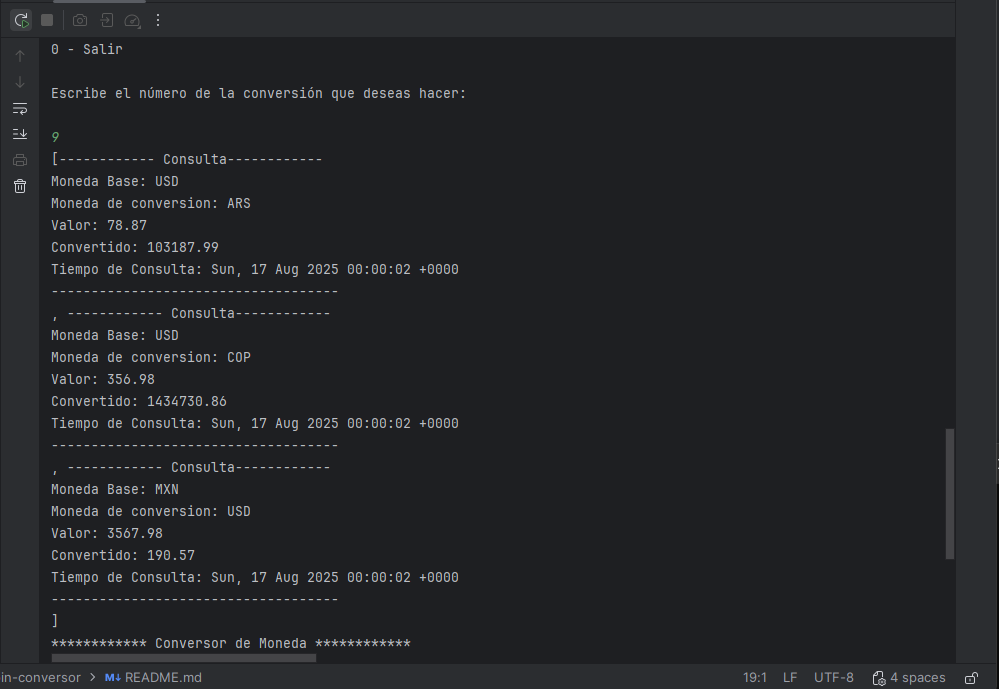 0 - Salir
Escribe el número de la conversión que deseas hacer:
9
[------------ Consulta------------
Moneda Base: USD
Moneda de conversion: ARS
Valor: 78.87
Convertido: 103187.99
Tiempo de Consulta: Sun, 17 Aug 2025 00:00:02 +0000
------------------------------------
, ------------ Consulta------------
Moneda Base: USD
Moneda de conversion: COP
Valor: 356.98
Convertido: 1434730.86
Tiempo de Consulta: Sun, 17 Aug 2025 00:00:02 +0000
------------------------------------
, ------------ Consulta------------
Moneda Base: MXN
Moneda de conversion: USD
Valor: 3567.98
Convertido: 190.57
Tiempo de Consulta: Sun, 17 Aug 2025 00:00:02 +0000
------------------------------------
]
************ Conversor de Moneda ************
in-conversor > M↓ README.md 19:1 LF UTF-8 4 spaces